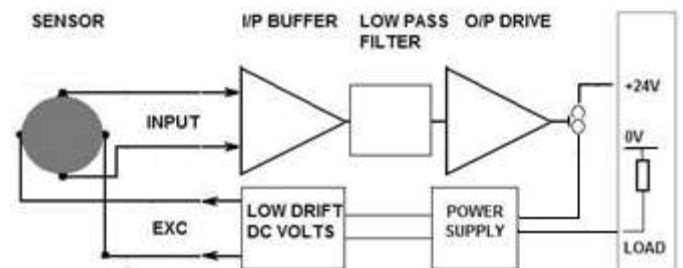 SENSOR
I/P BUFFER
LOW PASS
FILTER
O/P DRIVE
+24V
INPUT
0V
LOW DRIFT
DC VOLTS
POWER
SUPPLY
EXC
LOAD